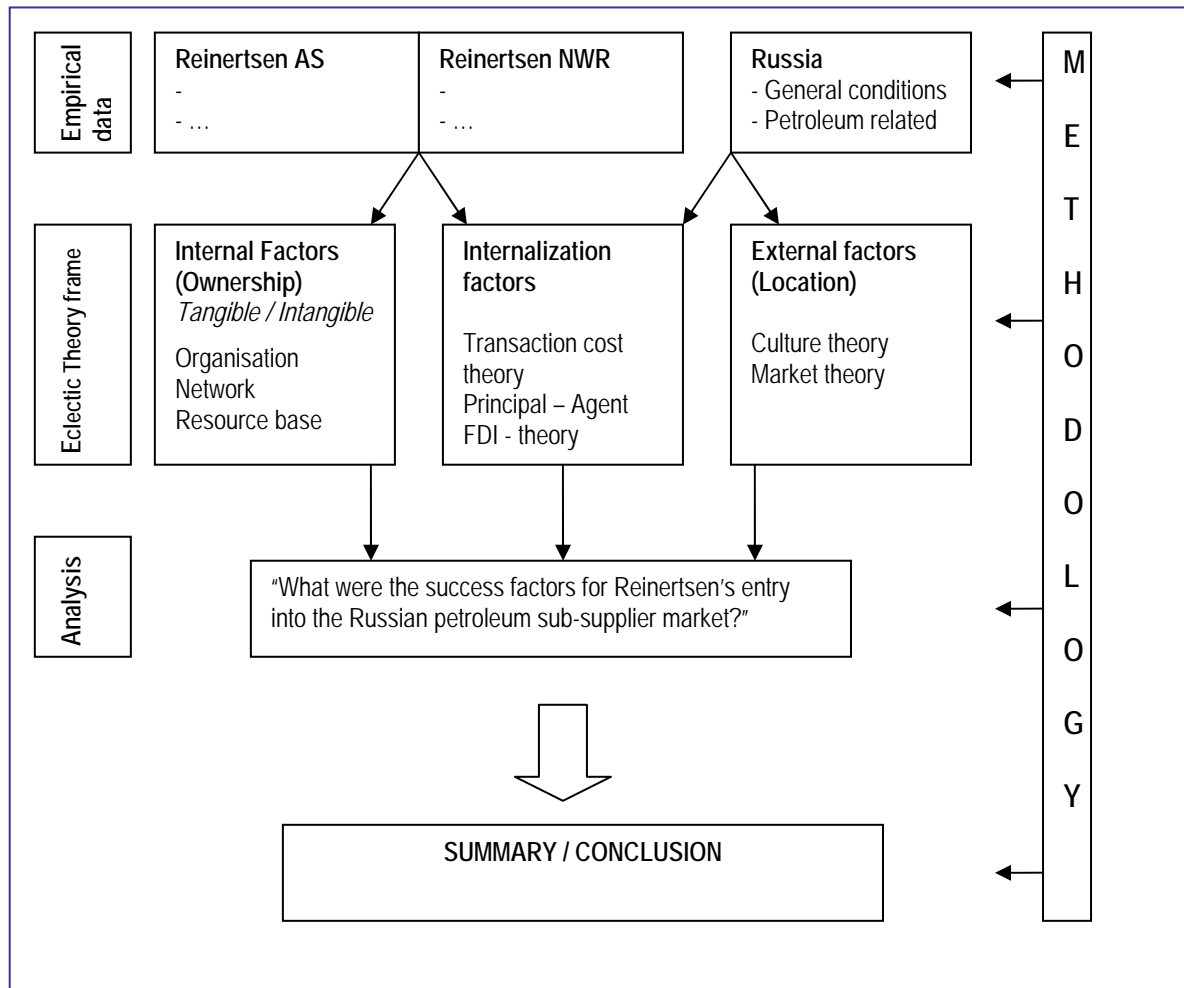 Empirical
data
Reinertsen AS
-
- …
Reinertsen NWR
-
- …
Russia
- General conditions
- Petroleum related
Eclectic Theory frame
Internal Factors
(Ownership)
Tangible / Intangible
Organisation
Network
Resource base
Internalization
factors
Transaction cost
theory
Principal – Agent
FDI - theory
External factors
(Location)
Culture theory
Market theory
Analysis
“What were the success factors for Reinertsen’s entry
into the Russian petroleum sub-supplier market?”
SUMMARY / CONCLUSION
M
E
T
H
O
D
O
L
O
G
Y